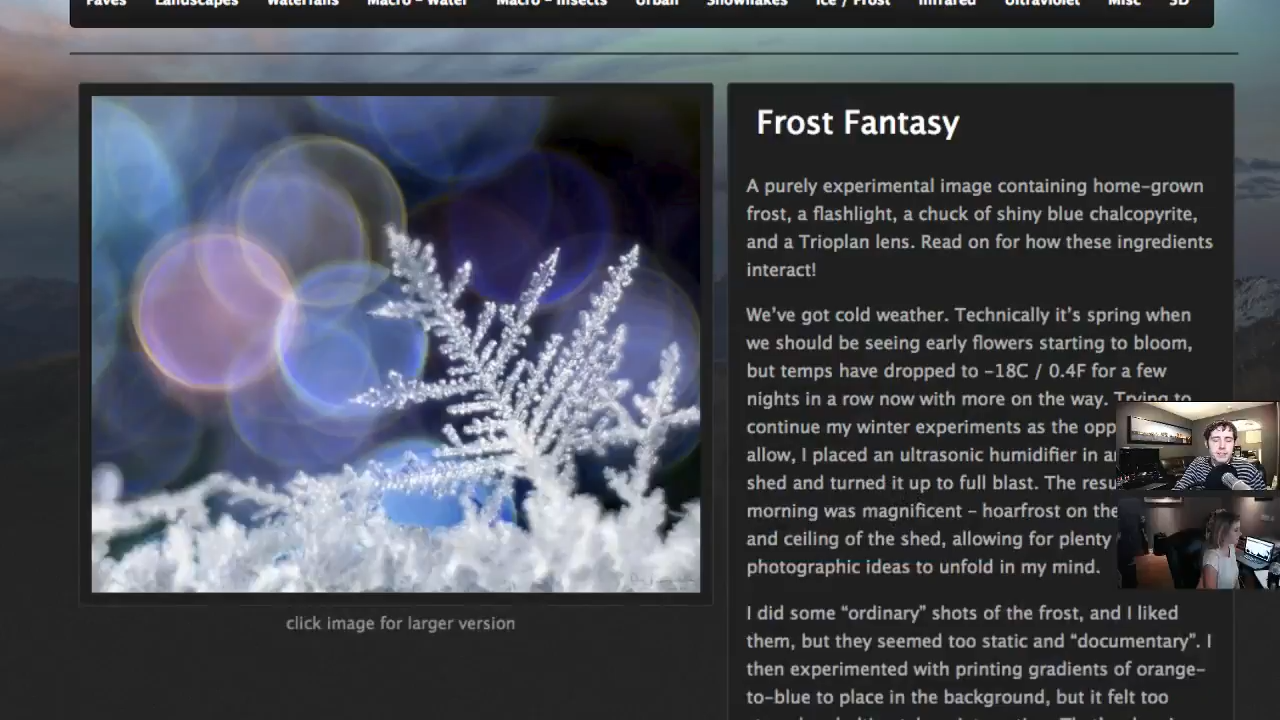 Faves Landscapes Waterfalls Macro - Water Macro - Insects Urban Snowflakes Ice / Frost Infrared Ultraviolet Misc 3D
Frost Fantasy
A purely experimental image containing home-grown
frost, a flashlight, a chuck of shiny blue chalcopyrite,
and a Trioplan lens. Read on for how these ingredients
interact!
We've got cold weather. Technically it's spring when
we should be seeing early flowers starting to bloom,
but temps have dropped to -18C / 0.4F for a few
nights in a row now with more on the way. Trying to
continue my winter experiments as the opp
allow, I placed an ultrasonic humidifier in a
shed and turned it up to full blast. The resu
morning was magnificent - hoarfrost on the
and ceiling of the shed, allowing for plenty
photographic ideas to unfold in my mind.
I did some "ordinary" shots of the frost, and I liked
them, but they seemed too static and "documentary". I
then experimented with printing gradients of orange-
to-blue to place in the background, but it felt too
click image for larger version